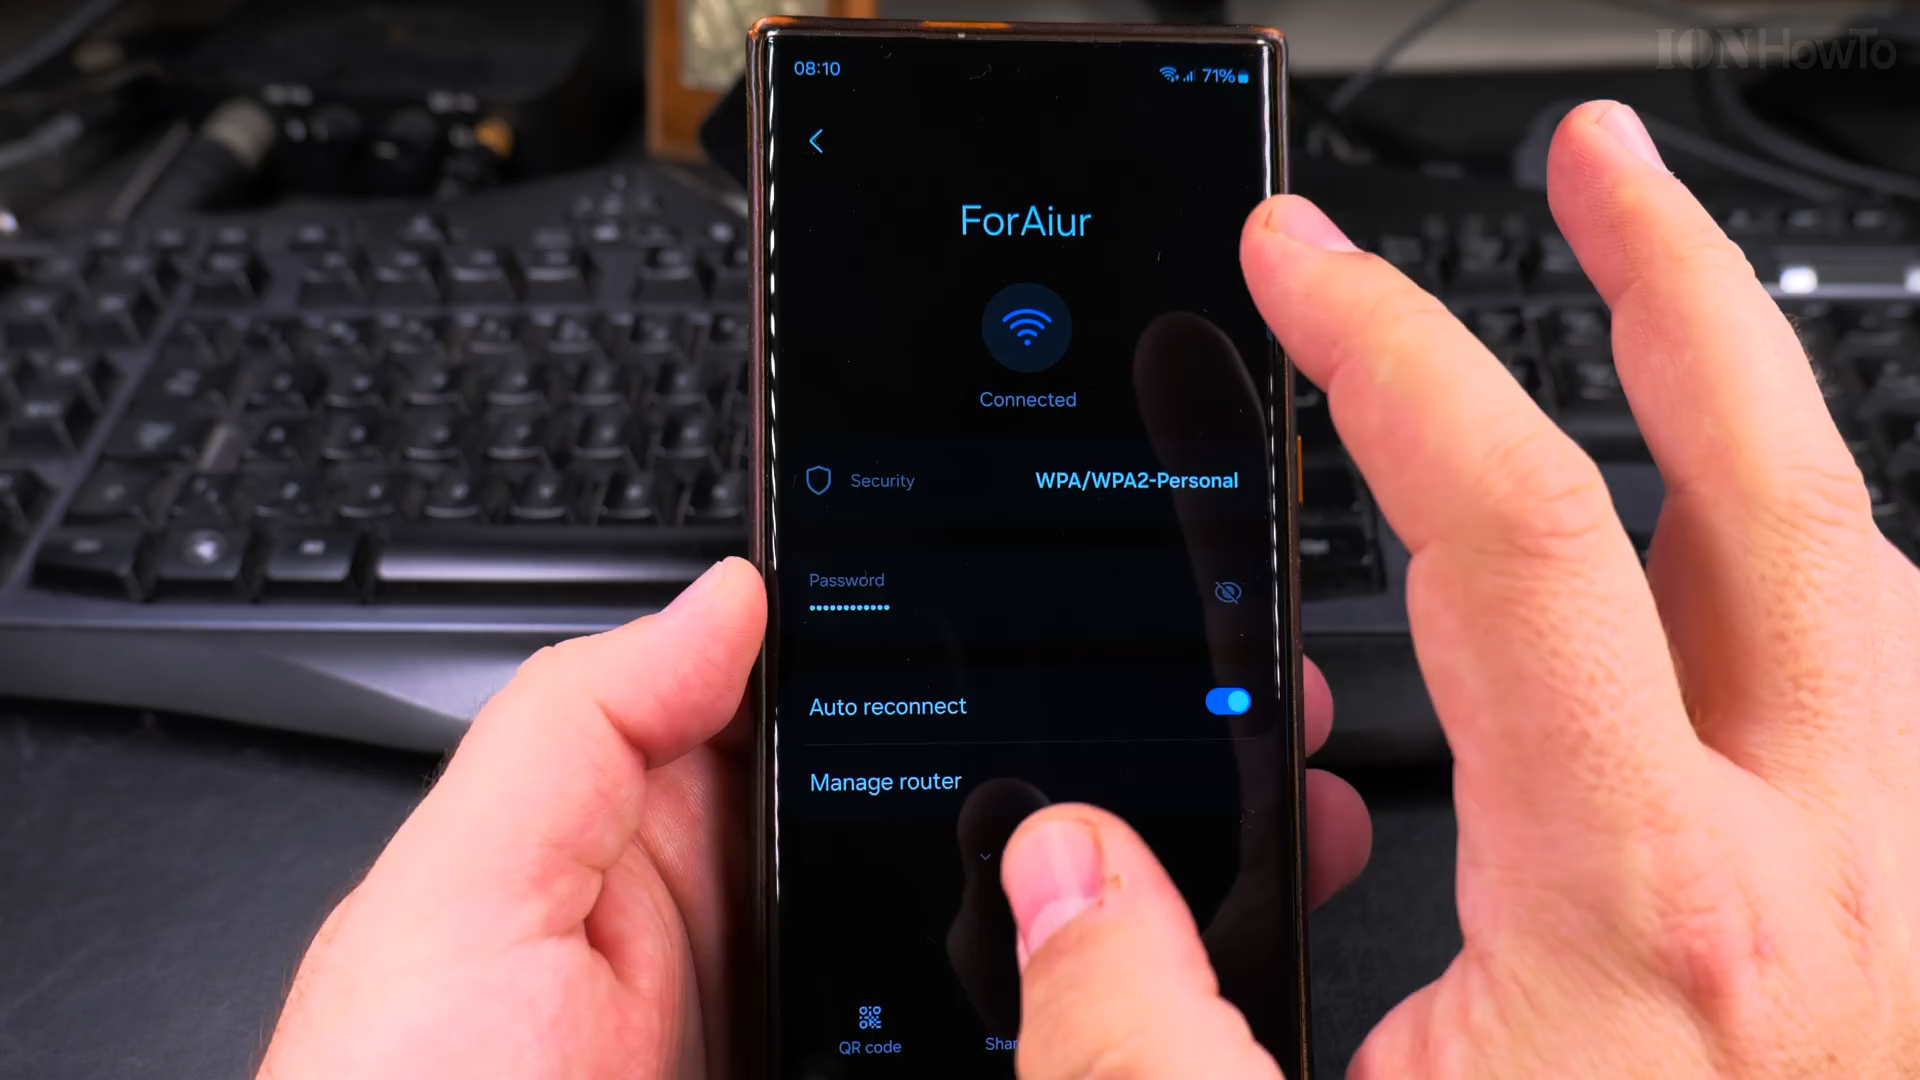 IONHowTo
08:10
71%
ForAiur
Connected
Security
WPA/WPA2-Personal
Password
••••••••••••
Auto reconnect
Manage router
QR code